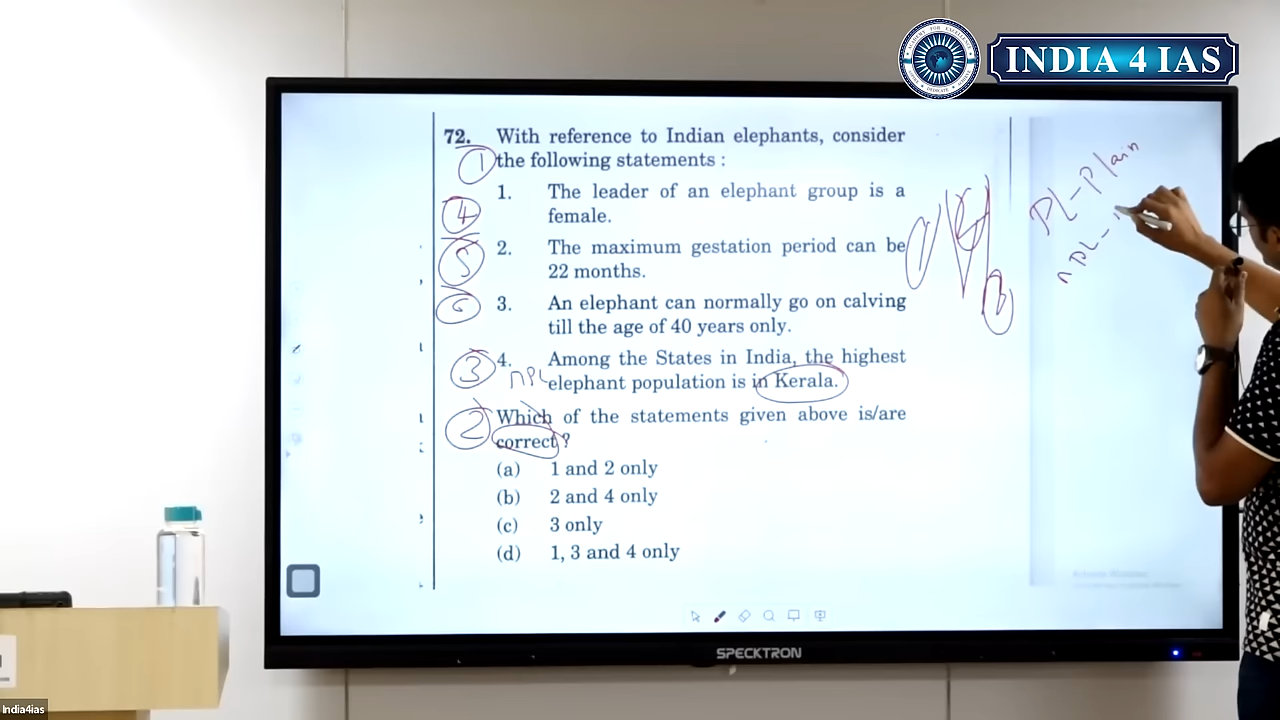 INDIA 4 IAS
72. With reference to Indian elephants, consider
① the following statements :
1. The leader of an elephant group is a
④ female.
2. The maximum gestation period can be
⑤ 22 months.
⑥ 3. An elephant can normally go on calving
till the age of 40 years only.
③ 4. Among the States in India, the highest
npl elephant population is in Kerala.
② Which of the statements given above is/are
correct ?
(a) 1 and 2 only
(b) 2 and 4 only
(c) 3 only
(d) 1, 3 and 4 only
PL - Plain
nPL -
SPECKTRON
India4ias